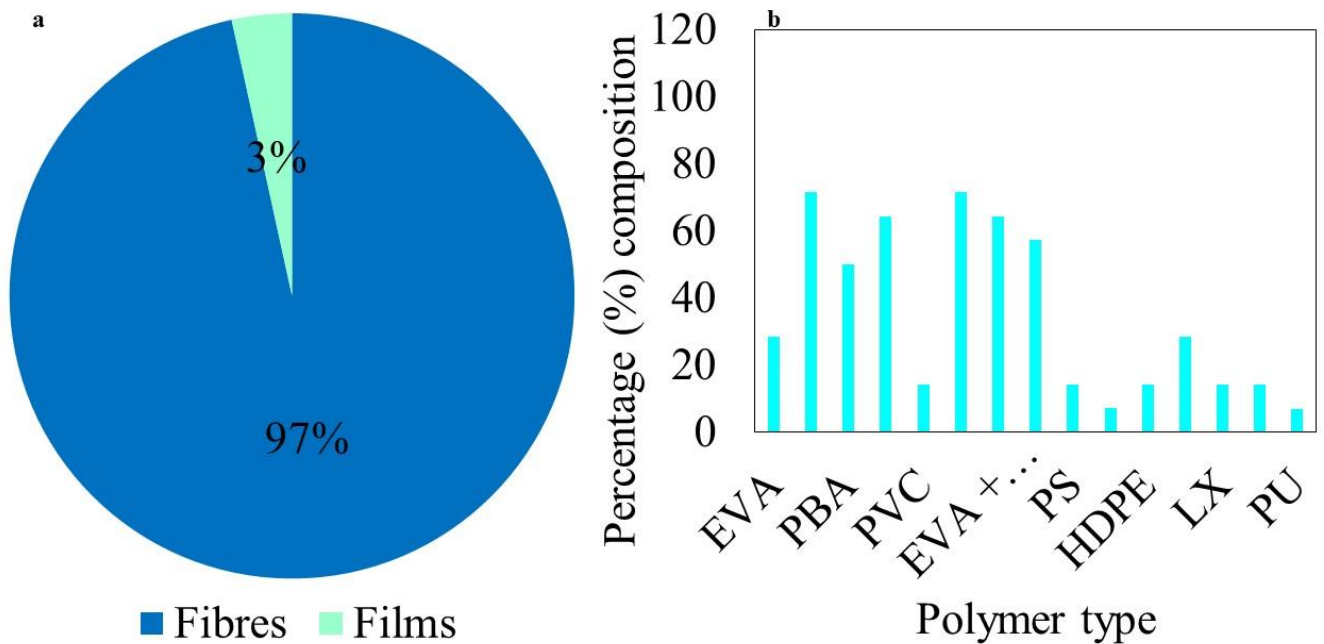 a
3%
97%
Fibres
Films
b
Percentage (%) composition
120
100
80
60
40
20
0
EVA
PBA
PVC
EVA +…
PS
HDPE
LX
PU
Polymer type